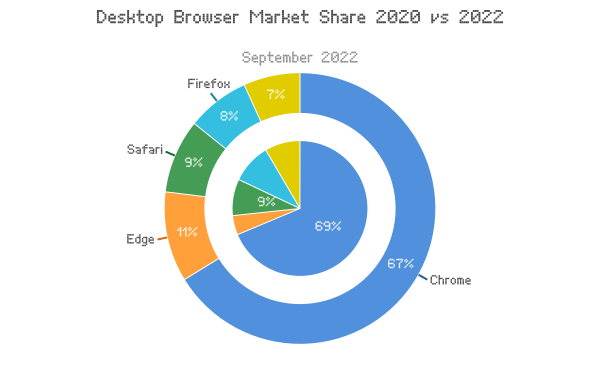 Desktop Browser Market Share 2020 vs 2022
September 2022
Firefox
7%
8%
Safari
9%
9%
Edge
11%
69%
67%
Chrome